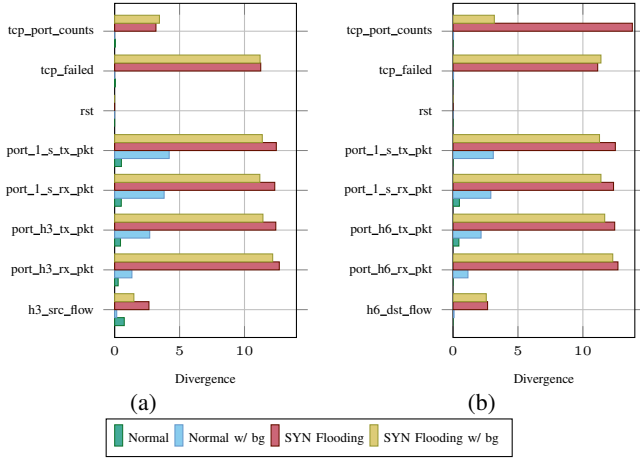 tcp_port_counts
tcp_failed
rst
port_1_s_tx_pkt
port_1_s_rx_pkt
port_h3_tx_pkt
port_h3_rx_pkt
h3_src_flow
0 5 10
Divergence
(a)
tcp_port_counts
tcp_failed
rst
port_1_s_tx_pkt
port_1_s_rx_pkt
port_h6_tx_pkt
port_h6_rx_pkt
h6_dst_flow
0 5 10
Divergence
(b)
Normal Normal w/ bg SYN Flooding SYN Flooding w/ bg